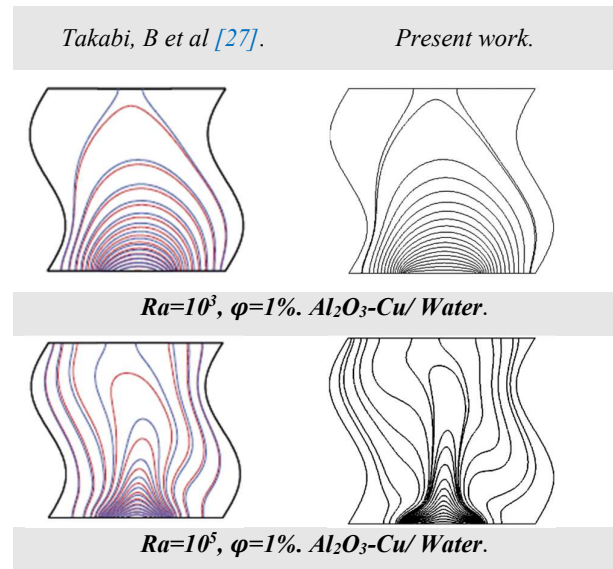 Takabi, B et al [27]. Present work.
Ra=10³, φ=1%. Al₂O₃-Cu/ Water.
Ra=10⁵, φ=1%. Al₂O₃-Cu/ Water.